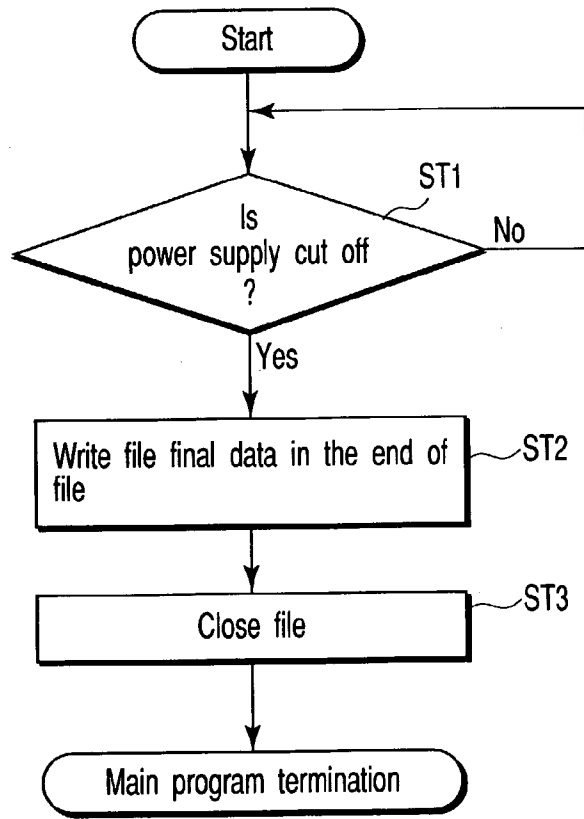 Start
ST1
Is
power supply cut off
?
No
Yes
Write file final data in the end of
file
ST2
Close file
ST3
Main program termination